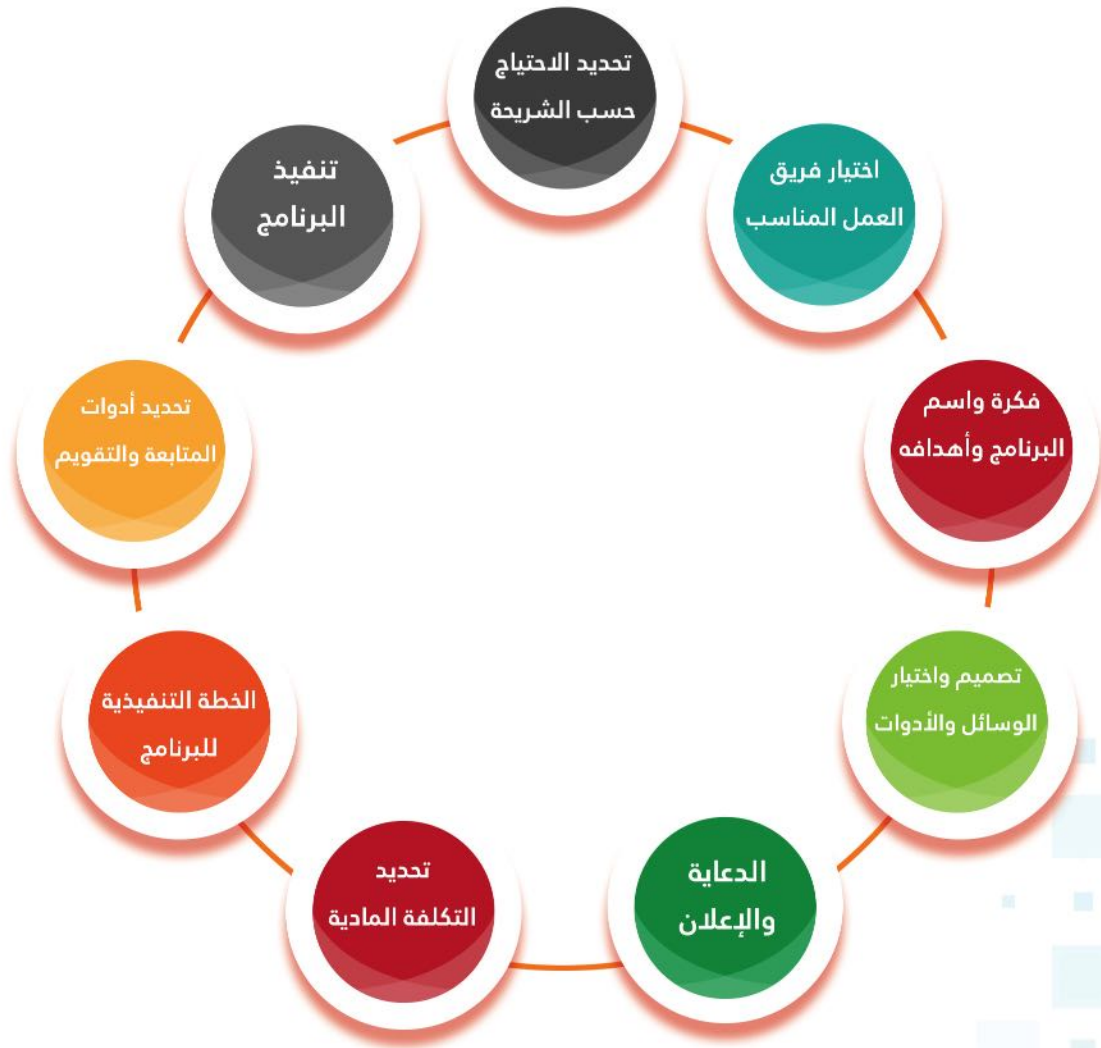 تحديد الاحتياج
حسب الشريحة
اختيار فريق
العمل المناسب
فكرة واسم
البرنامج وأهدافه
تصميم واختيار
الوسائل والأدوات
الدعاية
والإعلان
تحديد
التكلفة المادية
الخطة التنفيذية
للبرنامج
تحديد أدوات
المتابعة والتقويم
تنفيذ
البرنامج